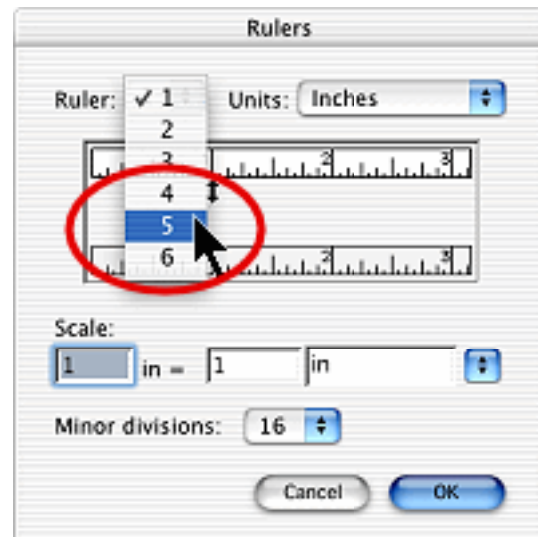 Rulers
Ruler: ✓ 1 Units: Inches
2
3 2 3
4
5
6 2 3
Scale:
1 in = 1 in
Minor divisions: 16
Cancel OK